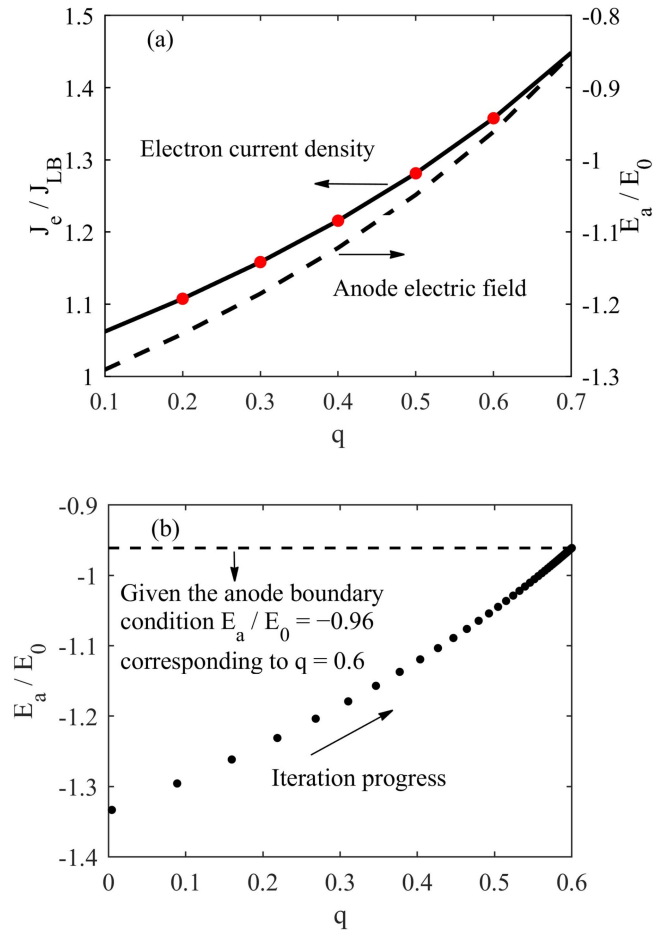 (a)
1.5
1.4
1.3
1.2
1.1
1
J_e / J_LB
-0.8
-0.9
-1
-1.1
-1.2
-1.3
E_a / E_0
Electron current density
Anode electric field
0.1 0.2 0.3 0.4 0.5 0.6 0.7
q
(b)
-0.9
-1
-1.1
-1.2
-1.3
-1.4
E_a / E_0
Given the anode boundary
condition E_a / E_0 = −0.96
corresponding to q = 0.6
Iteration progress
0 0.1 0.2 0.3 0.4 0.5 0.6
q